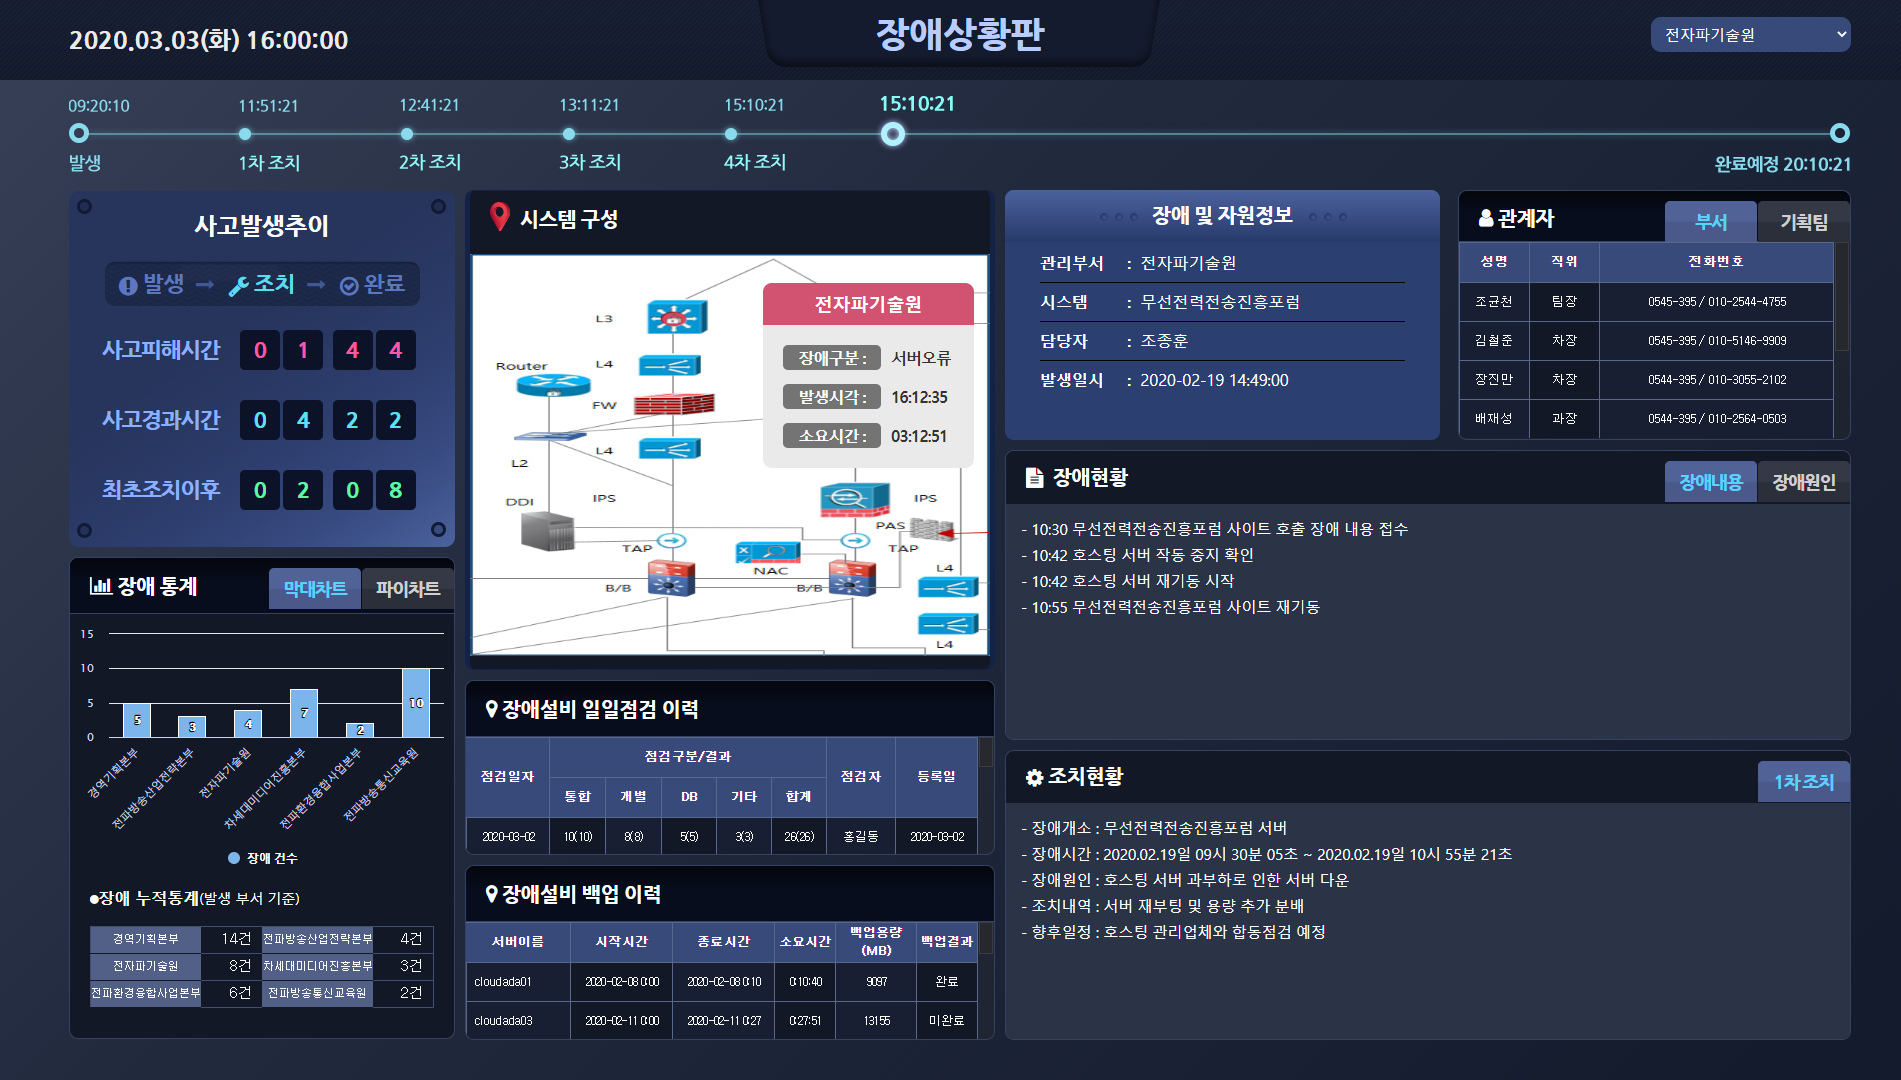 2020.03.03(화) 16:00:00
장애상황판
전자파기술원
09:20:10
11:51:21
12:41:21
13:11:21
15:10:21
15:10:21
발생
1차 조치
2차 조치
3차 조치
4차 조치
완료예정 20:10:21
사고발생추이
발생 → 조치 → 완료
사고피해시간 0 1 4 4
사고경과시간 0 4 2 2
최초조치이후 0 2 0 8
장애 통계
막대차트
파이차트
15
10
5
0
5
3
4
7
2
10
경역기획본부
전파방송산업전략본부
전자파기술원
차세대미디어진흥본부
전파환경융합사업본부
전파방송통신교육원
장애 건수
●장애 누적통계(발생 부서 기준)
경역기획본부 14건 전파방송산업전략본부 4건
전자파기술원 8건 차세대미디어진흥본부 3건
전파환경융합사업본부 6건 전파방송통신교육원 2건
시스템 구성
L3
Router
L4
FW
L4
L2
DDI
IPS
IPS
PAS
TAP
TAP
NAC
B/B
B/B
L4
L4
전자파기술원
장애구분 : 서버오류
발생시각 : 16:12:35
소요시간 : 03:12:51
장애설비 일일점검 이력
점검일자 점검구분/결과 점검자 등록일
통합 개별 DB 기타 합계
2020-03-02 10(10) 8(8) 5(5) 3(3) 26(26) 홍길동 2020-03-02
장애설비 백업 이력
서버이름 시작시간 종료시간 소요시간 백업용량(MB) 백업결과
cloudada01 2020-02-08 0:00 2020-02-08 0:10 0:10:40 9097 완료
cloudada03 2020-02-11 0:00 2020-02-11 0:27 0:27:51 13155 미완료
장애 및 자원정보
관리부서 : 전자파기술원
시스템 : 무선전력전송진흥포럼
담당자 : 조종훈
발생일시 : 2020-02-19 14:49:00
관계자
부서
기획팀
성명 직위 전화번호
조균천 팀장 0545-395 / 010-2544-4755
김철준 차장 0545-395 / 010-5146-9909
장진만 차장 0544-395 / 010-3055-2102
배재성 과장 0544-395 / 010-2564-0503
장애현황
장애내용
장애원인
- 10:30 무선전력전송진흥포럼 사이트 호출 장애 내용 접수
- 10:42 호스팅 서버 작동 중지 확인
- 10:42 호스팅 서버 재기동 시작
- 10:55 무선전력전송진흥포럼 사이트 재기동
조치현황
1차 조치
- 장애개소 : 무선전력전송진흥포럼 서버
- 장애시간 : 2020.02.19일 09시 30분 05초 ~ 2020.02.19일 10시 55분 21초
- 장애원인 : 호스팅 서버 과부하로 인한 서버 다운
- 조치내역 : 서버 재부팅 및 용량 추가 분배
- 향후일정 : 호스팅 관리업체와 합동점검 예정